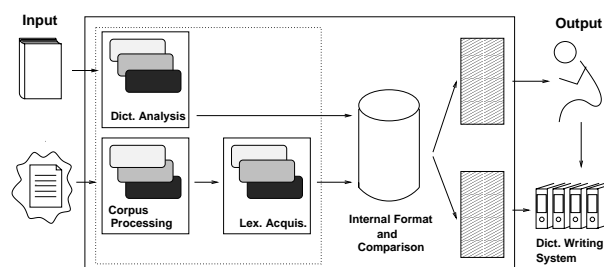 Input
Output
Dict. Analysis
Corpus
Processing
Lex. Acquis.
Internal Format
and
Comparison
Dict. Writing
System